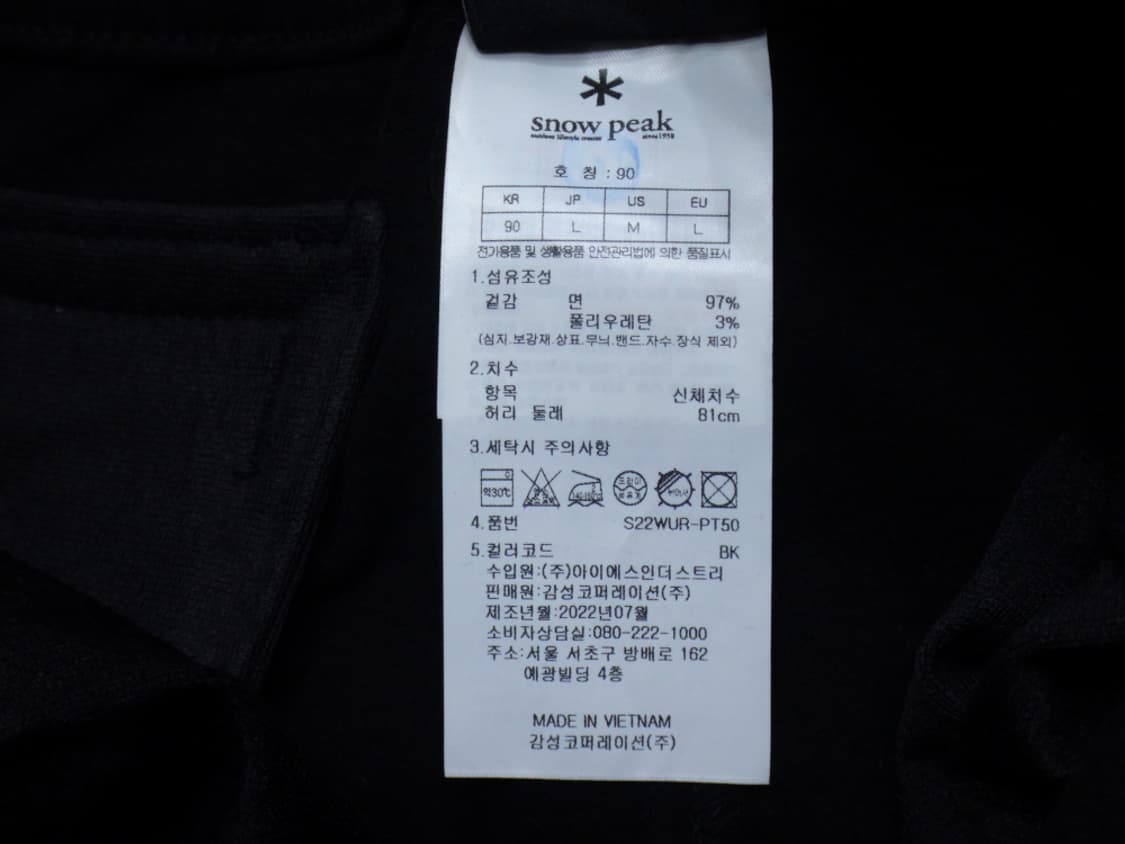 snow peak
outdoor lifestyle creator since 1958
호 칭 : 90
KR JP US EU
90 L M L
전기용품 및 생활용품 안전관리법에 의한 품질표시
1.섬유조성
겉감 면 97%
폴리우레탄 3%
(심지.보강재.상표.무늬.밴드.자수.장식 제외)
2.치수
항목 신체치수
허리 둘레 81cm
3.세탁시 주의사항
약30℃
4.품번 S22WUR-PT50
5.컬러코드 BK
수입원:(주)아이에스인더스트리
판매원:감성코퍼레이션(주)
제조년월:2022년07월
소비자상담실:080-222-1000
주소:서울 서초구 방배로 162
예광빌딩 4층
MADE IN VIETNAM
감성코퍼레이션(주)